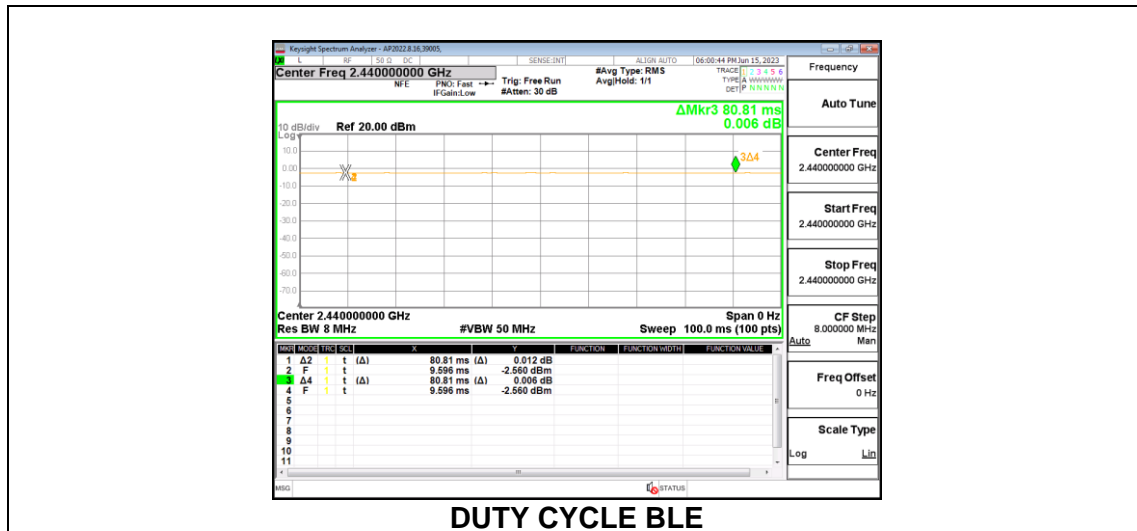 Keysight Spectrum Analyzer - AP2022.8.16,39005,
L RF 50 Ω DC SENSE:INT ALIGN AUTO 06:00:44 PM Jun 15, 2023
Center Freq 2.440000000 GHz
NFE PNO: Fast Trig: Free Run #Avg Type: RMS TRACE 1 2 3 4 5 6
IFGain:Low #Atten: 30 dB Avg|Hold: 1/1 TYPE A WWWWW
DET P N N N N N
Frequency
Auto Tune
ΔMkr3 80.81 ms
0.006 dB
10 dB/div Ref 20.00 dBm
Log
10.0
0.00
-10.0
-20.0
-30.0
-40.0
-50.0
-60.0
-70.0
3Δ4
Center Freq
2.440000000 GHz
Start Freq
2.440000000 GHz
Stop Freq
2.440000000 GHz
Center 2.440000000 GHz Span 0 Hz
Res BW 8 MHz #VBW 50 MHz Sweep 100.0 ms (100 pts)
CF Step
8.000000 MHz
Auto Man
MKR MODE TRC SCL X Y FUNCTION FUNCTION WIDTH FUNCTION VALUE
1 Δ2 1 t (Δ) 80.81 ms (Δ) 0.012 dB
2 F 1 t 9.596 ms -2.560 dBm
3 Δ4 1 t (Δ) 80.81 ms (Δ) 0.006 dB
4 F 1 t 9.596 ms -2.560 dBm
5
6
7
8
9
10
11
Freq Offset
0 Hz
Scale Type
Log Lin
MSG STATUS
DUTY CYCLE BLE